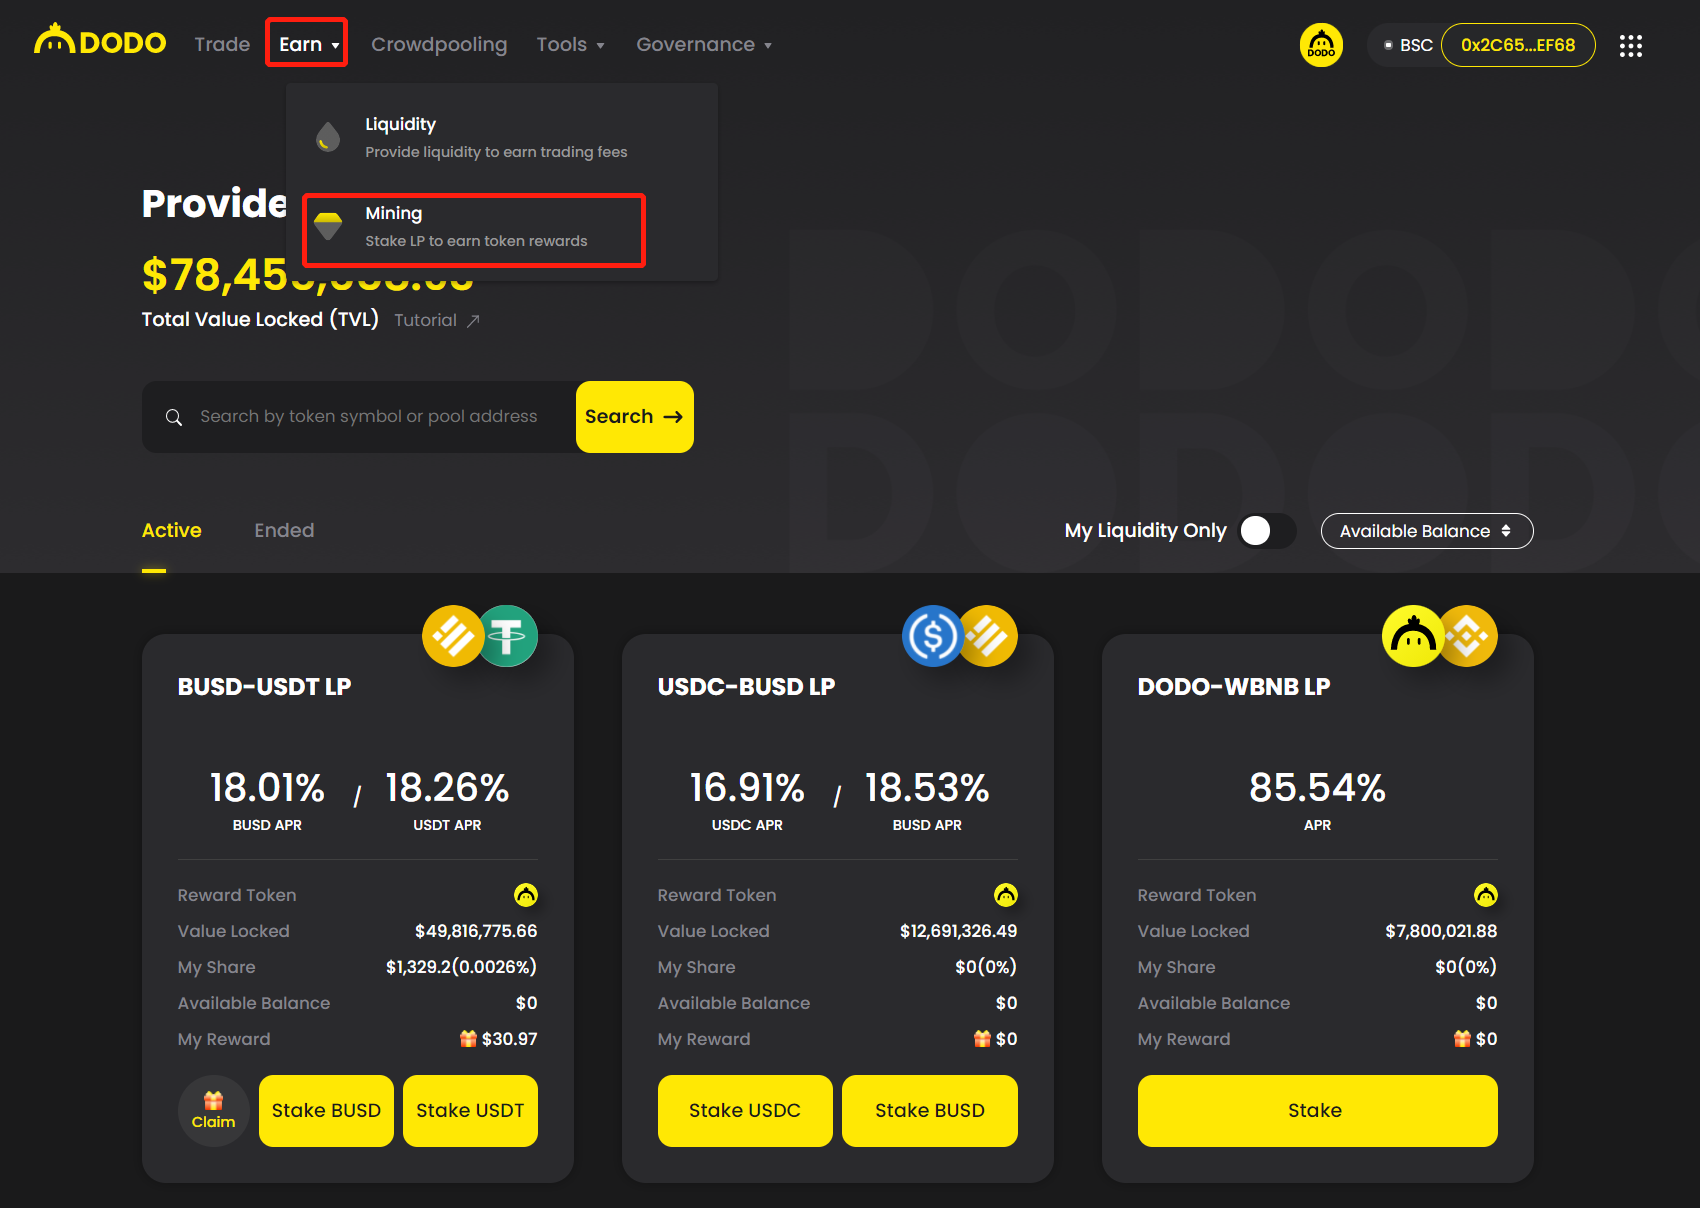 DODO Trade Earn Crowdpooling Tools Governance DODO BSC 0x2C65...EF68
Liquidity
Provide liquidity to earn trading fees
Provide
Mining
Stake LP to earn token rewards
Total Value Locked (TVL) Tutorial
Search by token symbol or pool address Search →
Active Ended My Liquidity Only Available Balance
BUSD-USDT LP
18.01% / 18.26%
BUSD APR USDT APR
Reward Token
Value Locked $49,816,775.66
My Share $1,329.2(0.0026%)
Available Balance $0
My Reward $30.97
Claim Stake BUSD Stake USDT
USDC-BUSD LP
16.91% / 18.53%
USDC APR BUSD APR
Reward Token
Value Locked $12,691,326.49
My Share $0(0%)
Available Balance $0
My Reward $0
Stake USDC Stake BUSD
DODO-WBNB LP
85.54%
APR
Reward Token
Value Locked $7,800,021.88
My Share $0(0%)
Available Balance $0
My Reward $0
Stake